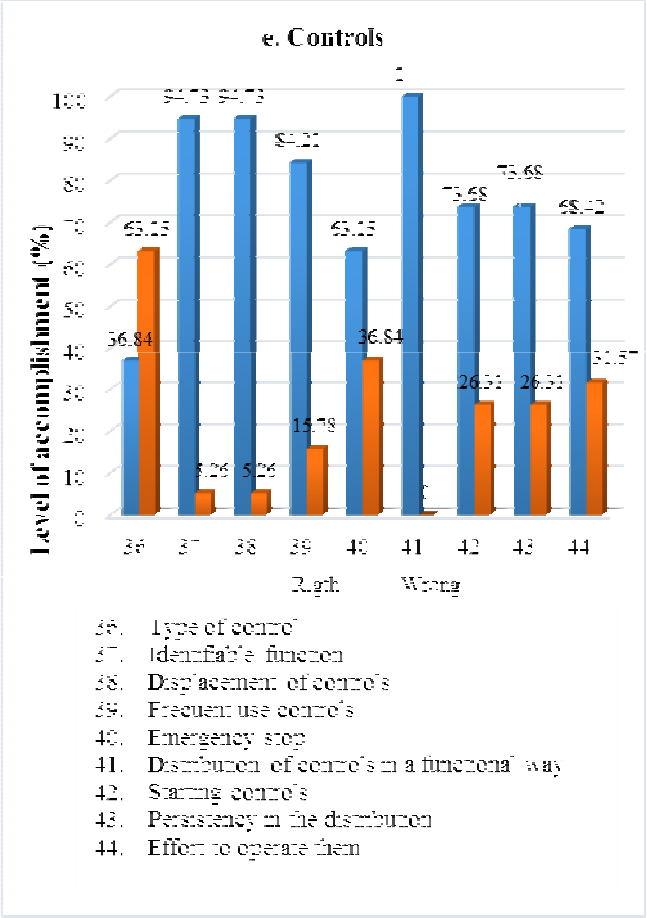 e. Controls
Level of accomplishment (%)
100
90
80
70
60
50
40
30
20
10
0
36.84 94.73 94.73 84.21 63.15 73.68 73.68 68.42
63.15 5.26 5.26 15.78 36.84 26.31 26.31 31.57
36 37 38 39 40 41 42 43 44
Rigth Wrong
36. Type of control
37. Identifiable function
38. Displacement of controls
39. Frecuent use controls
40. Emergency stop
41. Distribution of controls in a functional way
42. Starting controls
43. Persistency in the distribution
44. Effort to operate them